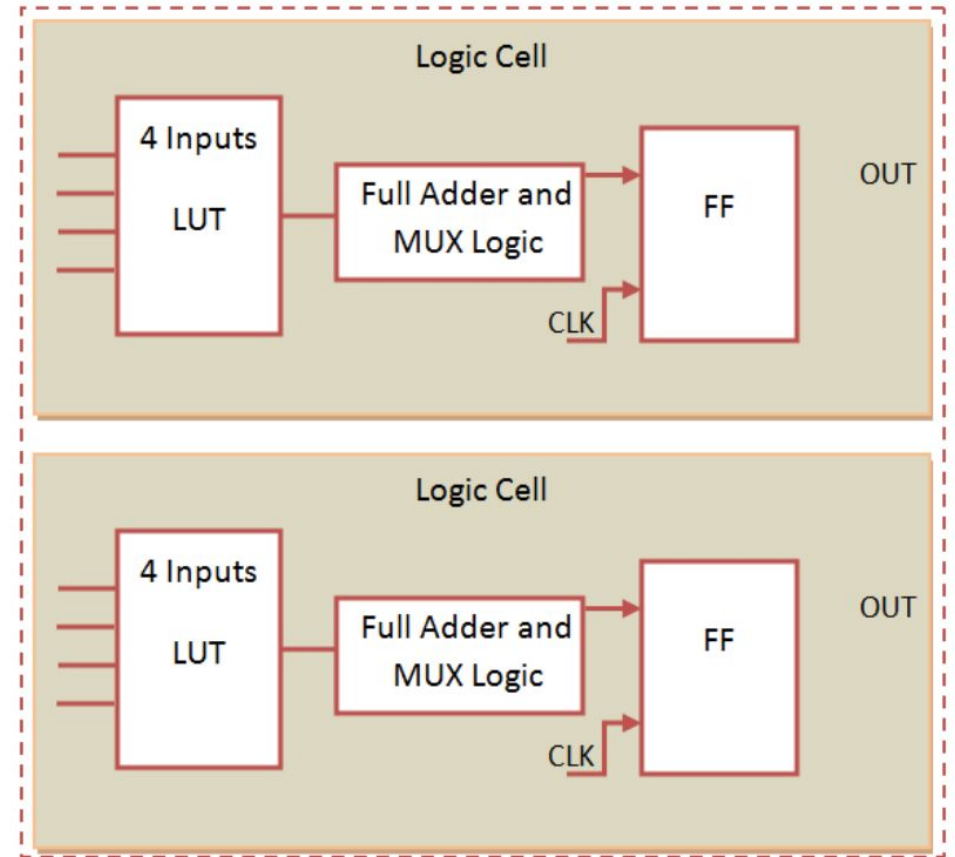 Logic Cell
4 Inputs
LUT
Full Adder and
MUX Logic
CLK
FF
OUT
Logic Cell
4 Inputs
LUT
Full Adder and
MUX Logic
CLK
FF
OUT